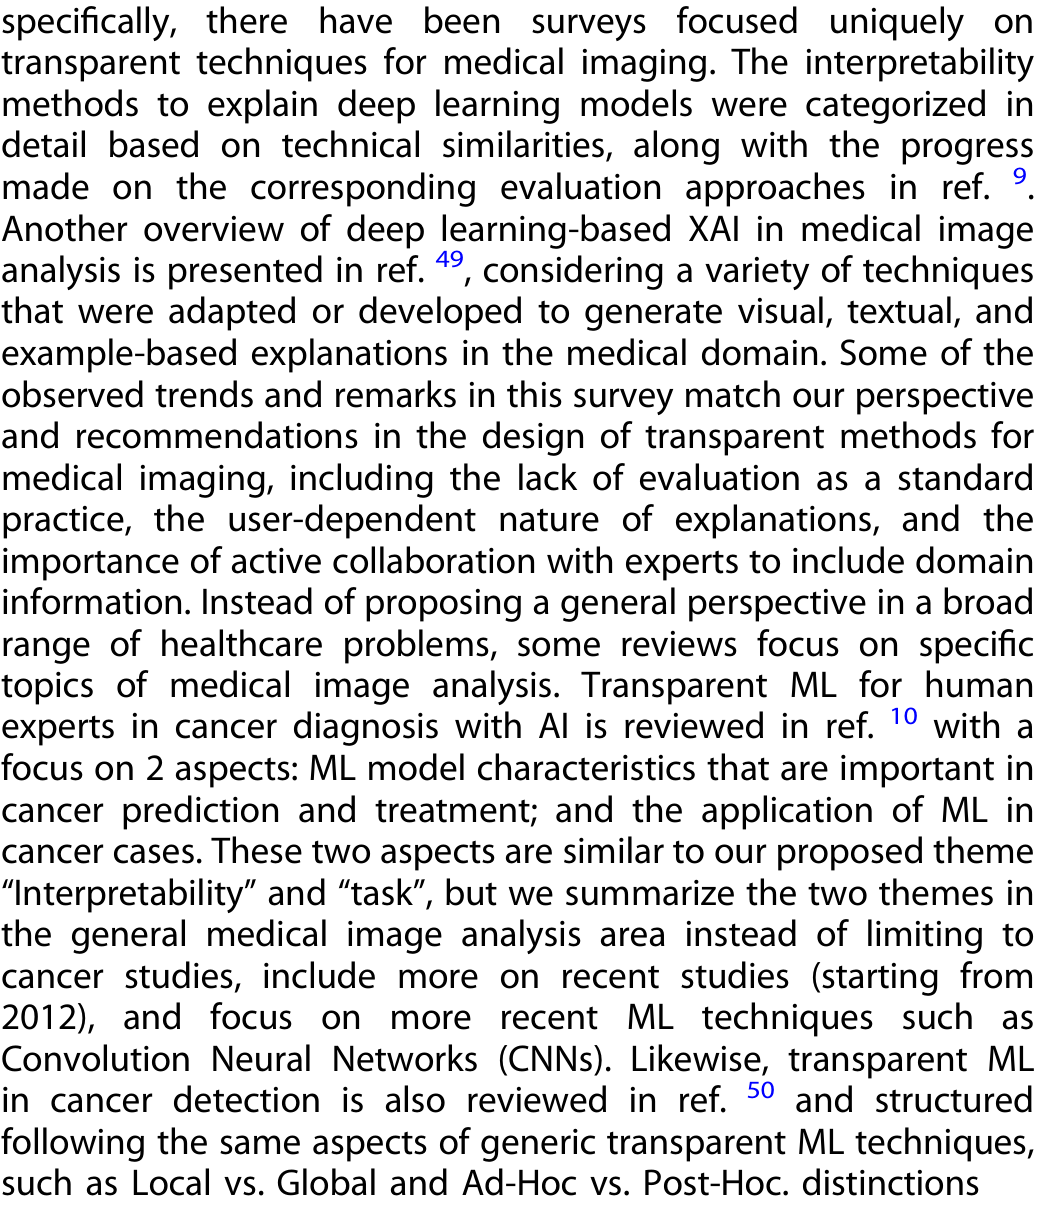 specifically, there have been surveys focused uniquely on
transparent techniques for medical imaging. The interpretability
methods to explain deep learning models were categorized in
detail based on technical similarities, along with the progress
made on the corresponding evaluation approaches in ref. 9.
Another overview of deep learning-based XAI in medical image
analysis is presented in ref. 49, considering a variety of techniques
that were adapted or developed to generate visual, textual, and
example-based explanations in the medical domain. Some of the
observed trends and remarks in this survey match our perspective
and recommendations in the design of transparent methods for
medical imaging, including the lack of evaluation as a standard
practice, the user-dependent nature of explanations, and the
importance of active collaboration with experts to include domain
information. Instead of proposing a general perspective in a broad
range of healthcare problems, some reviews focus on specific
topics of medical image analysis. Transparent ML for human
experts in cancer diagnosis with AI is reviewed in ref. 10 with a
focus on 2 aspects: ML model characteristics that are important in
cancer prediction and treatment; and the application of ML in
cancer cases. These two aspects are similar to our proposed theme
“Interpretability” and “task”, but we summarize the two themes in
the general medical image analysis area instead of limiting to
cancer studies, include more on recent studies (starting from
2012), and focus on more recent ML techniques such as
Convolution Neural Networks (CNNs). Likewise, transparent ML
in cancer detection is also reviewed in ref. 50 and structured
following the same aspects of generic transparent ML techniques,
such as Local vs. Global and Ad-Hoc vs. Post-Hoc. distinctions